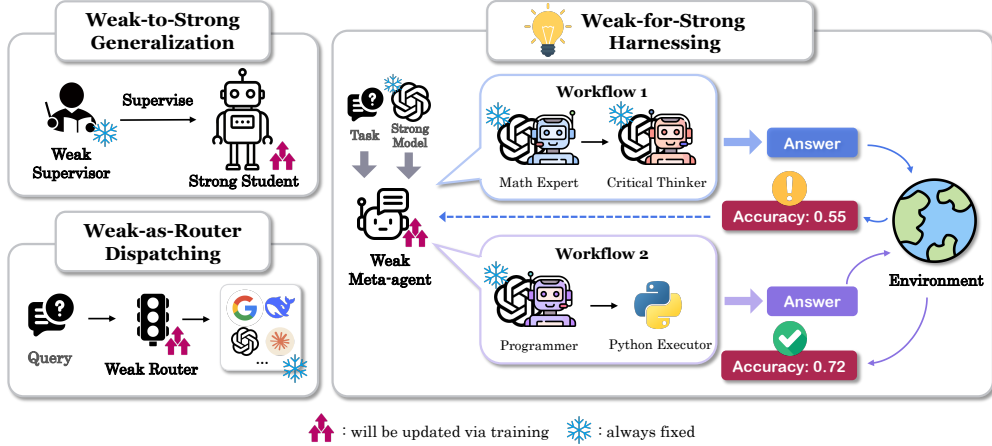 Weak-to-Strong
Generalization
Supervise
Weak
Supervisor
Strong Student
Weak-as-Router
Dispatching
Query
Weak Router
...
Weak-for-Strong
Harnessing
Task
Strong
Model
Weak
Meta-agent
Workflow 1
Math Expert
Critical Thinker
Answer
Accuracy: 0.55
Workflow 2
Programmer
Python Executor
Answer
Accuracy: 0.72
Environment
: will be updated via training
: always fixed